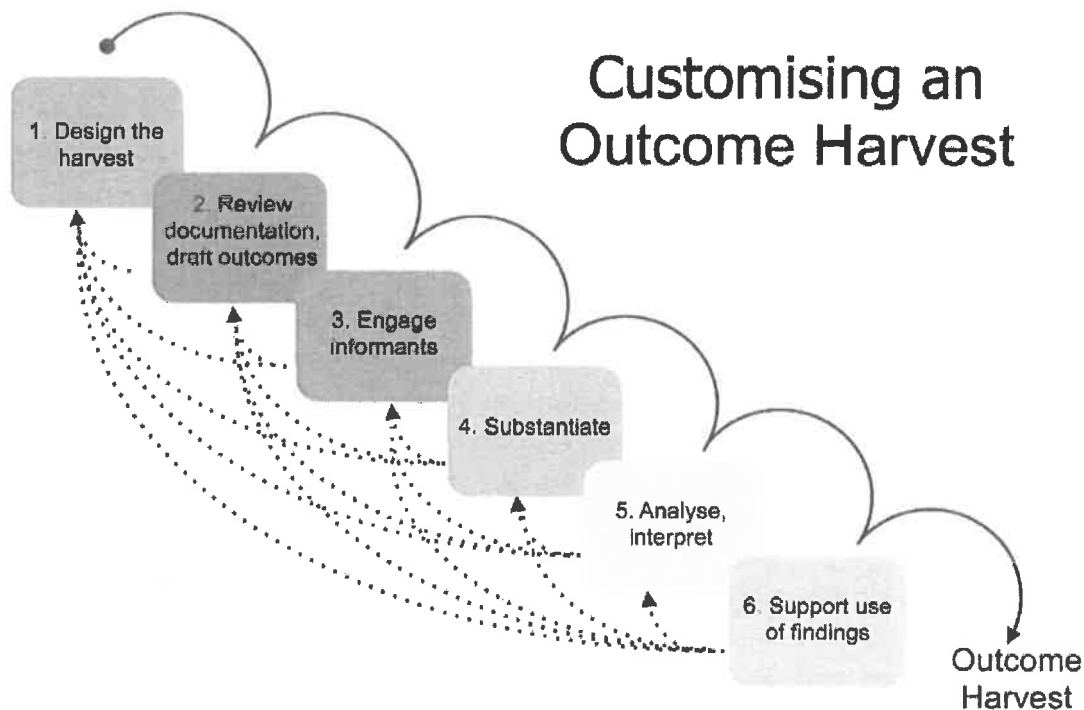 Customising an
Outcome Harvest
1. Design the
harvest
2. Review
documentation,
draft outcomes
3. Engage
informants
4. Substantiate
5. Analyse,
interpret
6. Support use
of findings
Outcome
Harvest